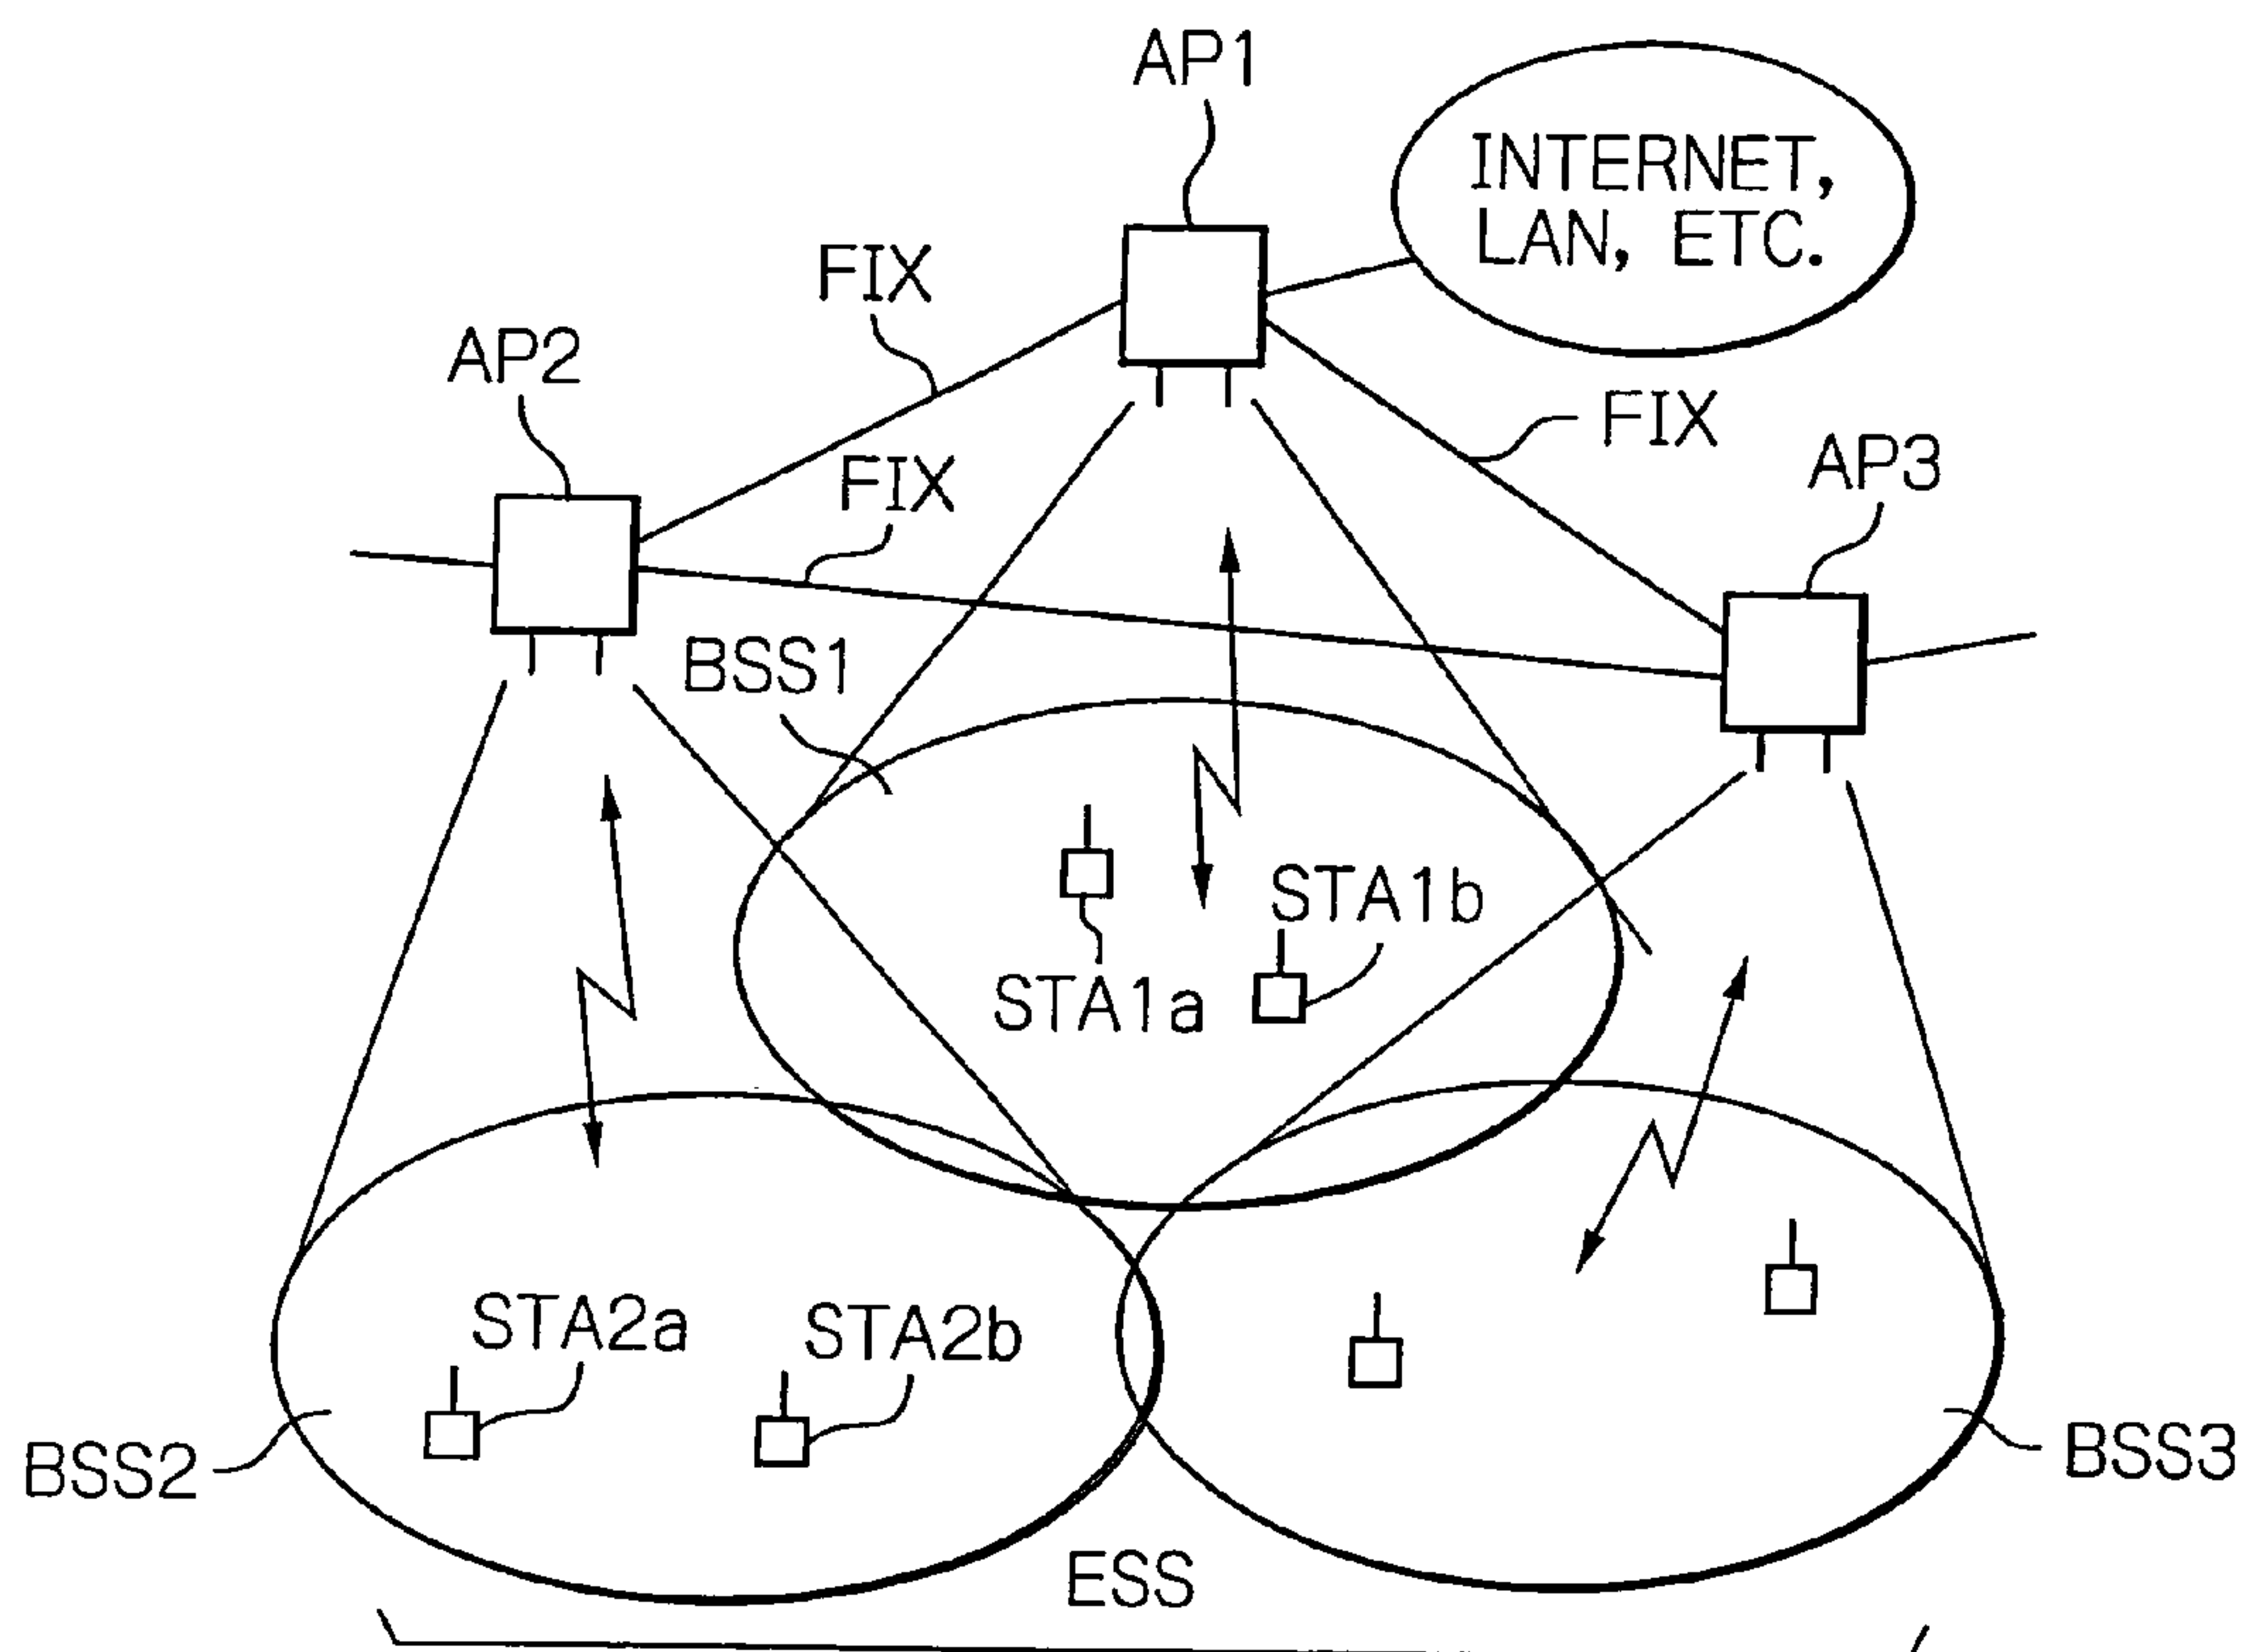 AP1
INTERNET,
LAN, ETC.
FIX
AP2
FIX
AP3
FIX
BSS1
STA1b
STA1a
STA2a
STA2b
BSS2
BSS3
ESS